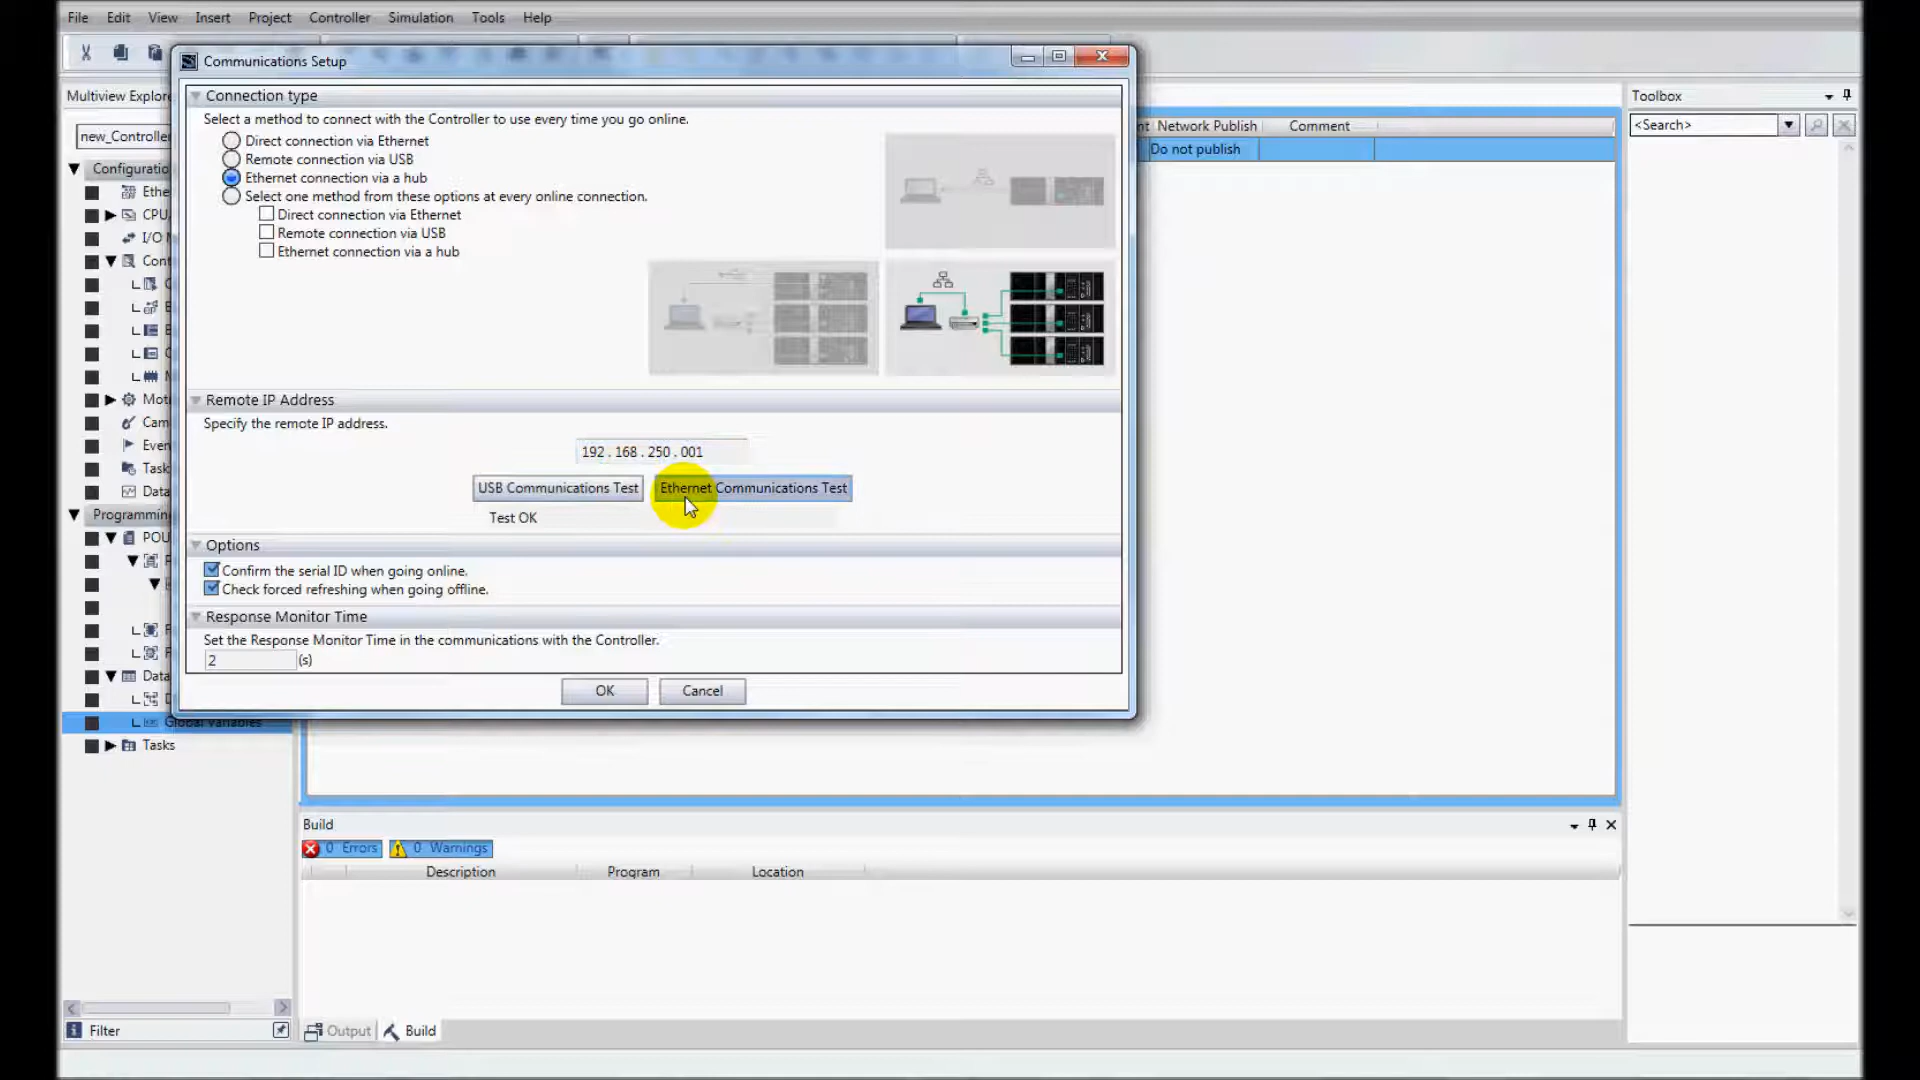 File Edit View Insert Project Controller Simulation Tools Help
Communications Setup
Multiview Explore
new_Controlle
Configuratio
Ethe
CPU
I/O
Cont
Moti
Cam
Even
Task
Data
Programmin
POU
Data
Global Variables
Tasks
Filter
Connection type
Select a method to connect with the Controller to use every time you go online.
Direct connection via Ethernet
Remote connection via USB
Ethernet connection via a hub
Select one method from these options at every online connection.
Direct connection via Ethernet
Remote connection via USB
Ethernet connection via a hub
Remote IP Address
Specify the remote IP address.
192 . 168 . 250 . 001
USB Communications Test Ethernet Communications Test
Test OK
Options
Confirm the serial ID when going online.
Check forced refreshing when going offline.
Response Monitor Time
Set the Response Monitor Time in the communications with the Controller.
2 (s)
OK Cancel
Network Publish Comment
Do not publish
Toolbox
<Search>
Build
0 Errors 0 Warnings
Description Program Location
Output Build